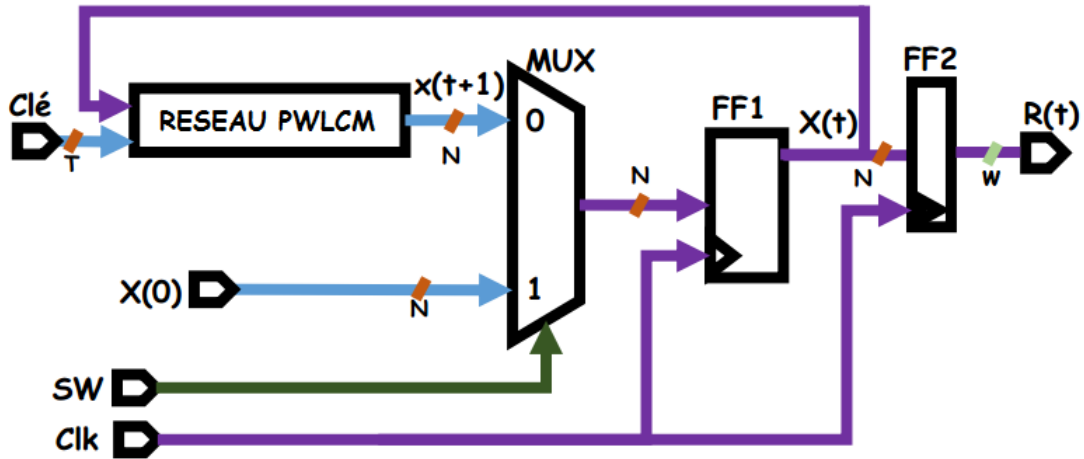 MUX
FF2
Clé
x(t+1)
RESEAU PWLCM
0
FF1
X(t)
R(t)
T
N
N
N
W
X(0)
N
1
SW
Clk